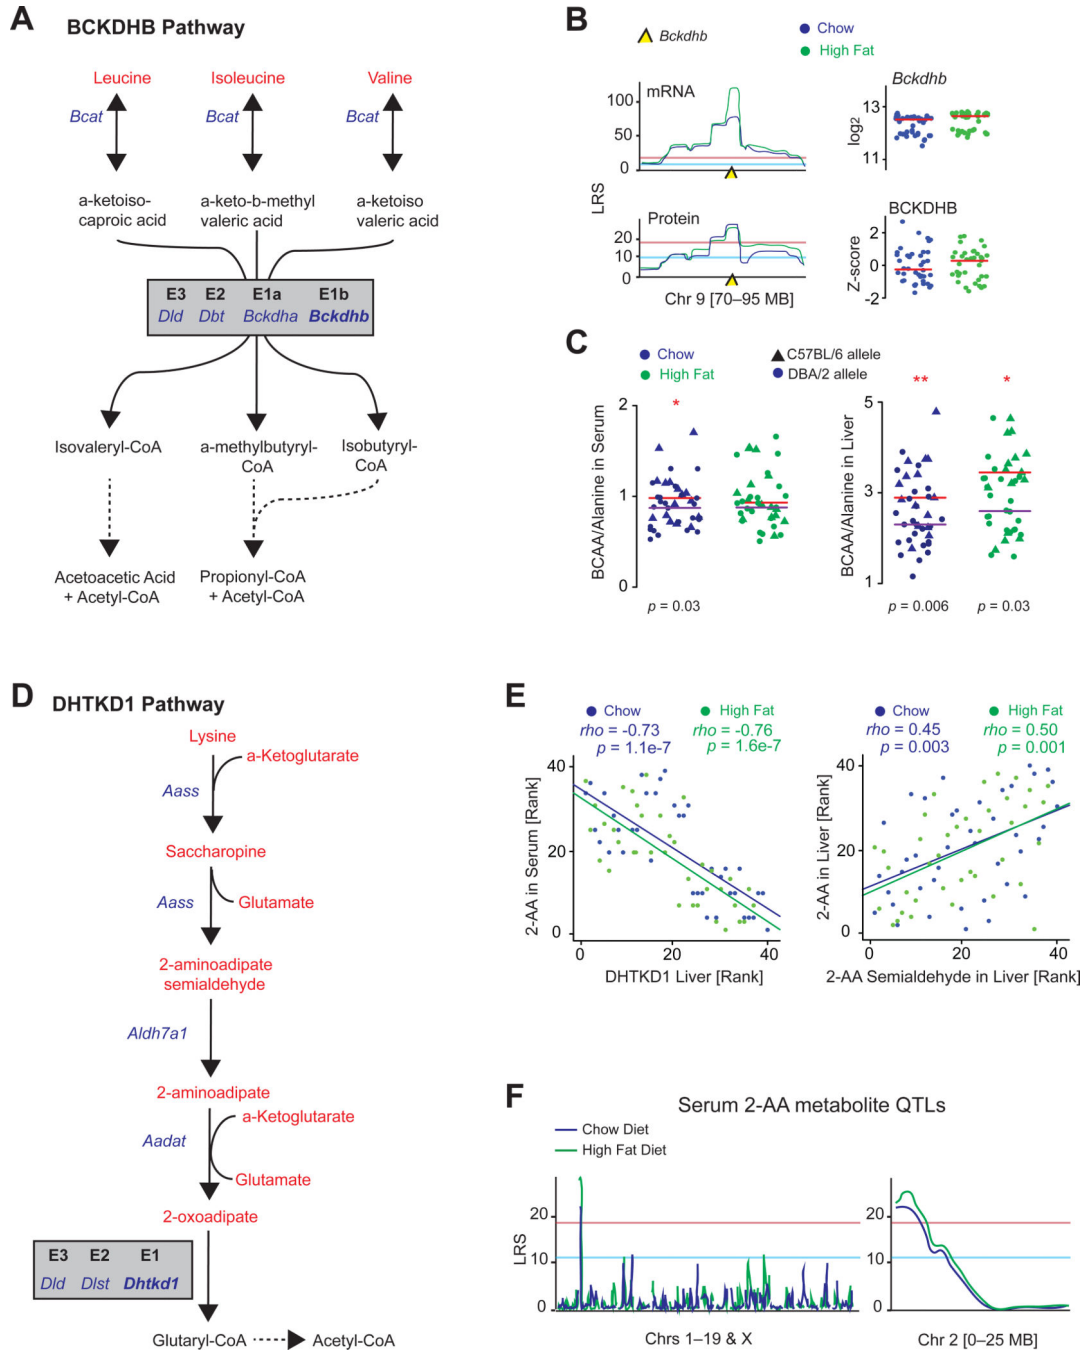 A
BCKDHB Pathway
Leucine
Isoleucine
Valine
Bcat
Bcat
Bcat
a-ketoiso-
caproic acid
a-keto-b-methyl
valeric acid
a-ketoiso
valeric acid
E3 E2 E1a E1b
Dld Dbt Bckdha Bckdhb
Isovaleryl-CoA
a-methylbutyryl-
CoA
Isobutyryl-
CoA
Acetoacetic Acid
+ Acetyl-CoA
Propionyl-CoA
+ Acetyl-CoA
B
Bckdhb
Chow
High Fat
mRNA
100
50
0
LRS
Protein
20
10
0
Chr 9 [70–95 MB]
Bckdhb
13
log2
11
BCKDHB
2
0
Z-score
-2
C
Chow
High Fat
C57BL/6 allele
DBA/2 allele
*
2
1
0
BCAA/Alanine in Serum
p = 0.03
**
*
5
3
1
BCAA/Alanine in Liver
p = 0.006
p = 0.03
D
DHTKD1 Pathway
Lysine
a-Ketoglutarate
Aass
Saccharopine
Aass
Glutamate
2-aminoadipate
semialdehyde
Aldh7a1
2-aminoadipate
a-Ketoglutarate
Aadat
Glutamate
2-oxoadipate
E3 E2 E1
Dld Dlst Dhtkd1
Glutaryl-CoA
Acetyl-CoA
E
Chow
rho = -0.73
p = 1.1e-7
High Fat
rho = -0.76
p = 1.6e-7
40
20
0
2-AA in Serum [Rank]
0 20 40
DHTKD1 Liver [Rank]
Chow
rho = 0.45
p = 0.003
High Fat
rho = 0.50
p = 0.001
40
20
0
2-AA in Liver [Rank]
0 20 40
2-AA Semialdehyde in Liver [Rank]
F
Serum 2-AA metabolite QTLs
Chow Diet
High Fat Diet
20
10
0
LRS
Chrs 1–19 & X
20
10
0
Chr 2 [0–25 MB]